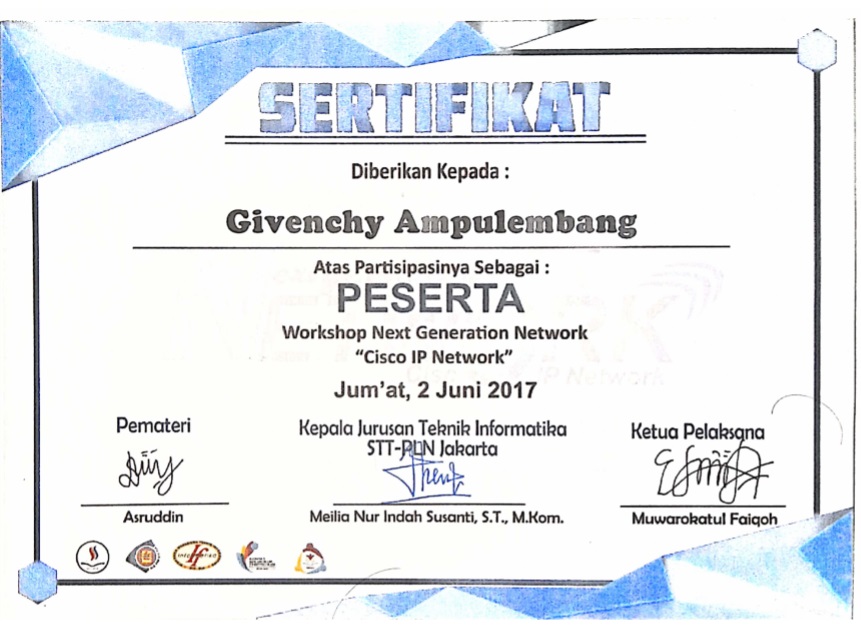 SERTIFIKAT
Diberikan Kepada :
Givenchy Ampulembang
Atas Partisipasinya Sebagai :
PESERTA
Workshop Next Generation Network
“Cisco IP Network”
Jum’at, 2 Juni 2017
Pemateri
Asruddin
Kepala Jurusan Teknik Informatika
STT-PLN Jakarta
Meilia Nur Indah Susanti, S.T., M.Kom.
Ketua Pelaksana
Muwarokatul Faiqoh